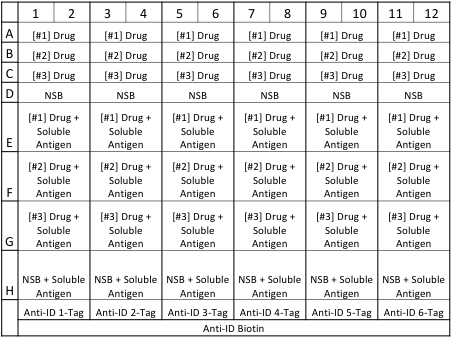 1 2 3 4 5 6 7 8 9 10 11 12
A [#1] Drug [#1] Drug [#1] Drug [#1] Drug [#1] Drug [#1] Drug
B [#2] Drug [#2] Drug [#2] Drug [#2] Drug [#2] Drug [#2] Drug
C [#3] Drug [#3] Drug [#3] Drug [#3] Drug [#3] Drug [#3] Drug
D NSB NSB NSB NSB NSB NSB
[#1] Drug + [#1] Drug + [#1] Drug + [#1] Drug + [#1] Drug + [#1] Drug +
Soluble Soluble Soluble Soluble Soluble Soluble
E Antigen Antigen Antigen Antigen Antigen Antigen
[#2] Drug + [#2] Drug + [#2] Drug + [#2] Drug + [#2] Drug + [#2] Drug +
Soluble Soluble Soluble Soluble Soluble Soluble
F Antigen Antigen Antigen Antigen Antigen Antigen
[#3] Drug + [#3] Drug + [#3] Drug + [#3] Drug + [#3] Drug + [#3] Drug +
Soluble Soluble Soluble Soluble Soluble Soluble
G Antigen Antigen Antigen Antigen Antigen Antigen
NSB + Soluble NSB + Soluble NSB + Soluble NSB + Soluble NSB + Soluble NSB + Soluble
H Antigen Antigen Antigen Antigen Antigen Antigen
Anti-ID 1-Tag Anti-ID 2-Tag Anti-ID 3-Tag Anti-ID 4-Tag Anti-ID 5-Tag Anti-ID 6-Tag
Anti-ID Biotin